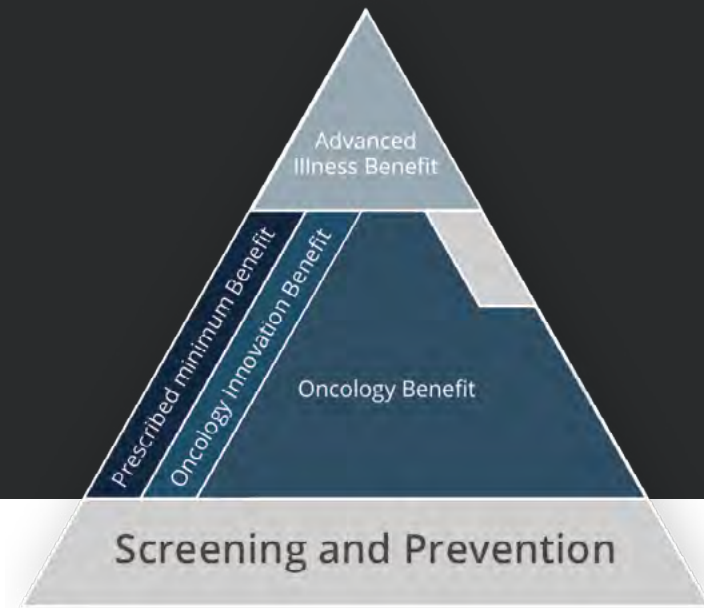 Advanced
Illness Benefit
Prescribed minimum Benefit
Oncology Innovation Benefit
Oncology Benefit
Screening and Prevention